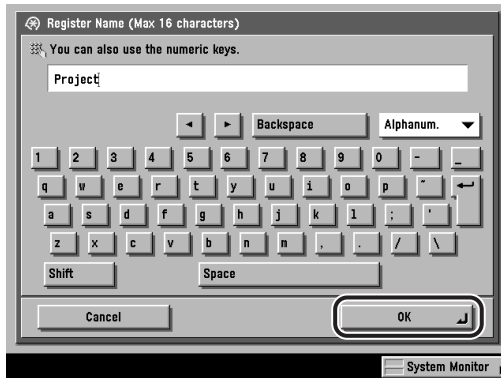 Register Name (Max 16 characters)
You can also use the numeric keys.
Project
◄ ► Backspace Alphanum. ▼
1 2 3 4 5 6 7 8 9 0 - _
q w e r t y u i o p ~
a s d f g h j k l ; '
z x c v b n m , . / \
Shift Space
Cancel OK
System Monitor